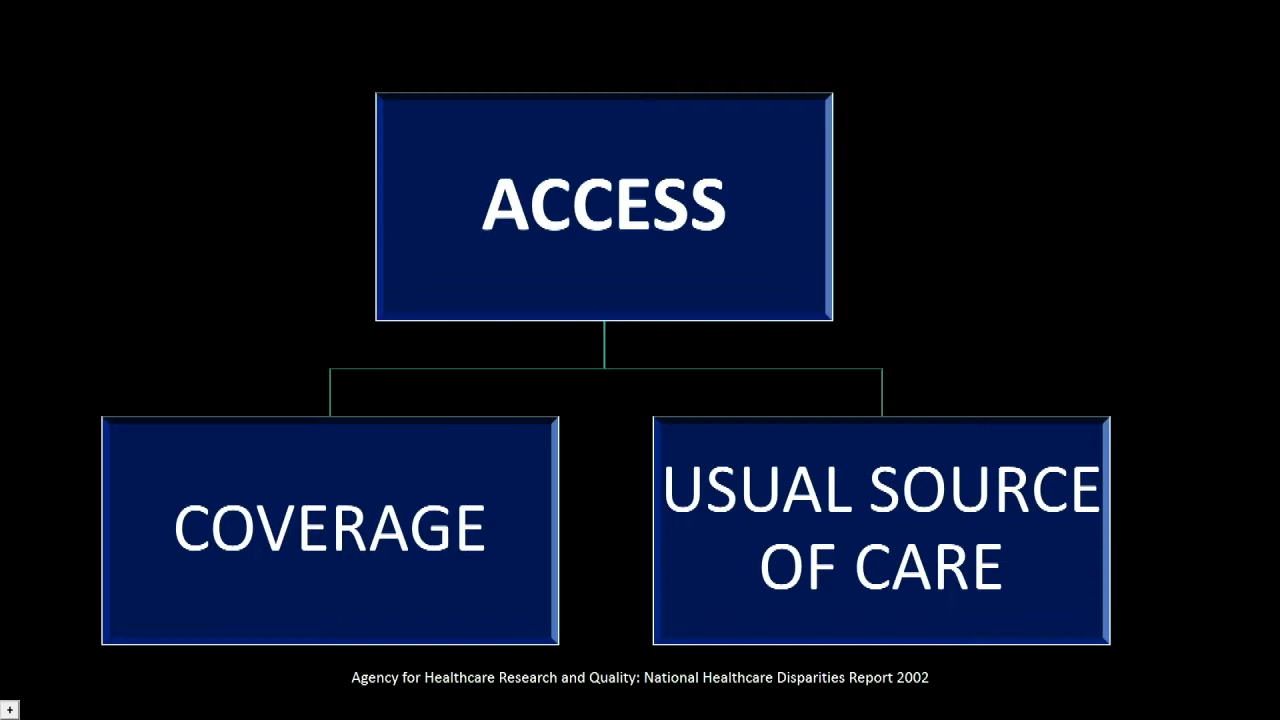 ACCESS
COVERAGE
USUAL SOURCE
OF CARE
Agency for Healthcare Research and Quality: National Healthcare Disparities Report 2002
+